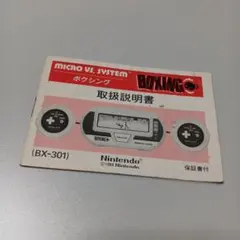 MICRO VS. SYSTEM
ボクシング
BOXING
取扱説明書
Nintendo
(BX-301)
保証書付